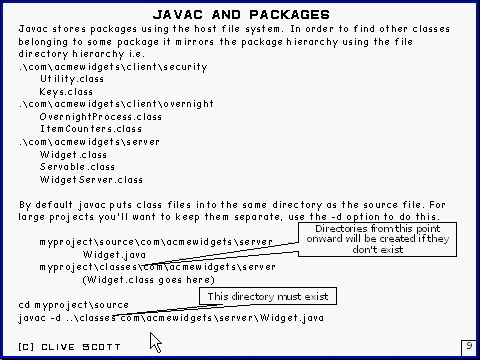 JAVAC AND PACKAGES
Javac stores packages using the host file system. In order to find other classes
belonging to some package it mirrors the package hierarchy using the file
directory hierarchy i.e.
.\com\acmewidgets\client\security
Utility.class
Keys.class
.\com\acmewidgets\client\overnight
OvernightProcess.class
ItemCounters.class
.\com\acmewidgets\server
Widget.class
Servable.class
WidgetServer.class
By default javac puts class files into the same directory as the source file. For
large projects you'll want to keep them separate, use the -d option to do this.
Directories from this point
onward will be created if they
don't exist
myproject\source\com\acmewidgets\server
Widget.java
myproject\classes\com\acmewidgets\server
(Widget.class goes here)
This directory must exist
cd myproject\source
javac -d ..\classes com\acmewidgets\server\Widget.java
(C) CLIVE SCOTT
9